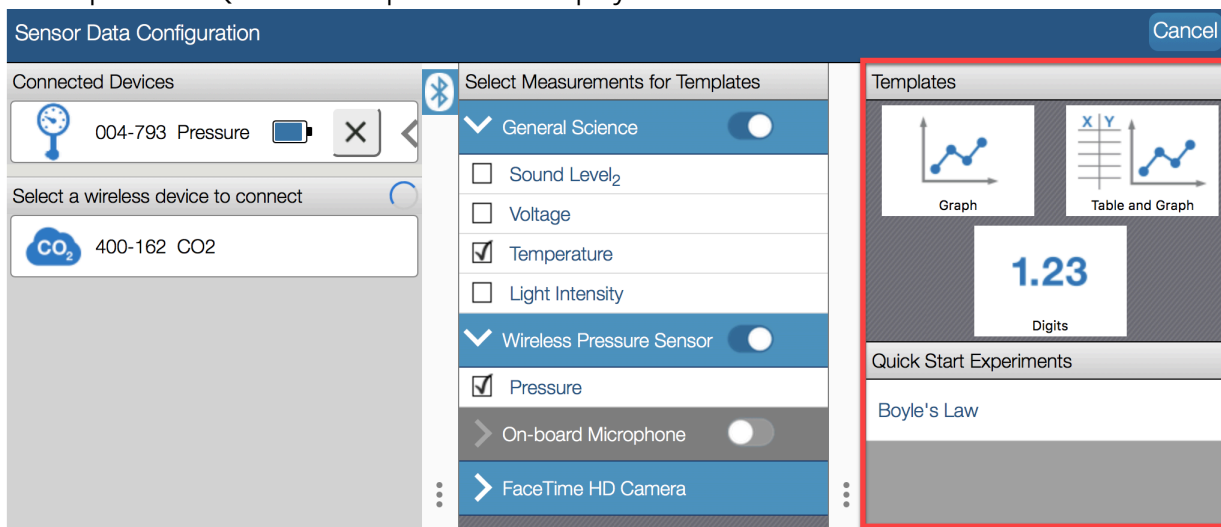 Sensor Data Configuration
Cancel
Connected Devices
004-793 Pressure
Select a wireless device to connect
CO2
400-162 CO2
Select Measurements for Templates
General Science
Sound Level2
Voltage
Temperature
Light Intensity
Wireless Pressure Sensor
Pressure
On-board Microphone
FaceTime HD Camera
Templates
Graph
X Y
Table and Graph
1.23
Digits
Quick Start Experiments
Boyle's Law